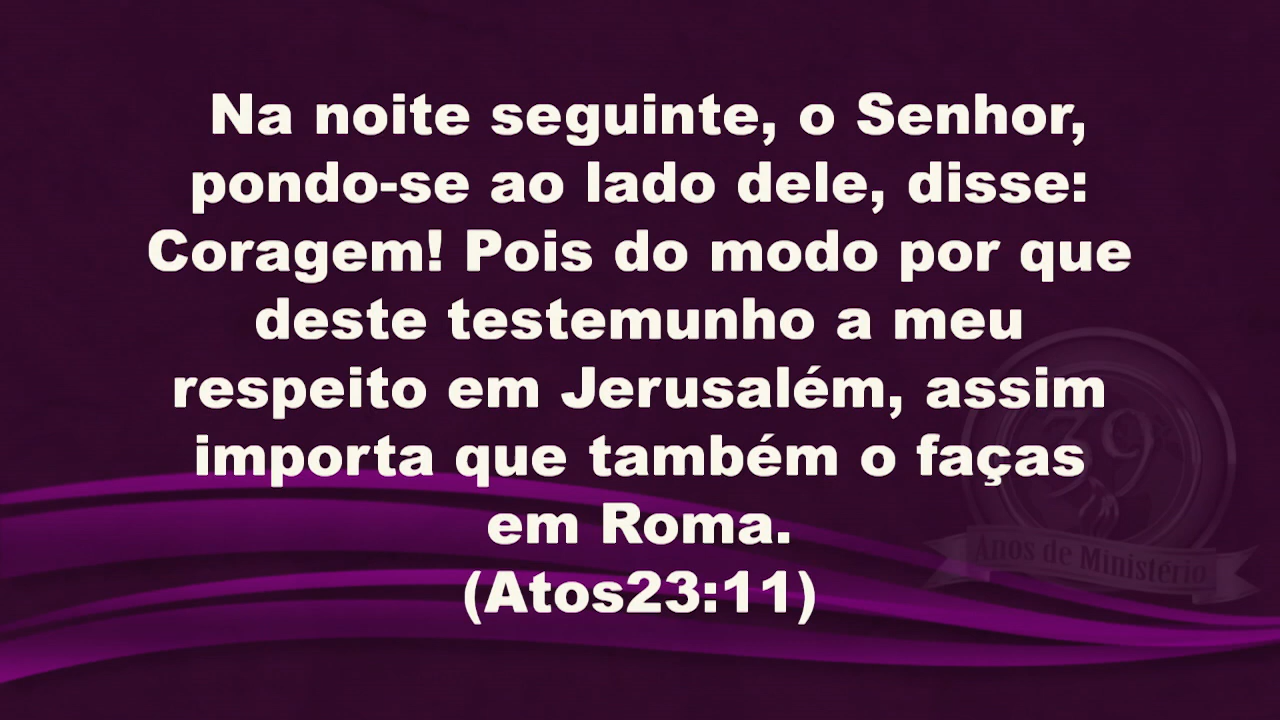 Na noite seguinte, o Senhor,
pondo-se ao lado dele, disse:
Coragem! Pois do modo por que
deste testemunho a meu
respeito em Jerusalém, assim
importa que também o faças
em Roma.
(Atos23:11)
39
Anos de Ministério